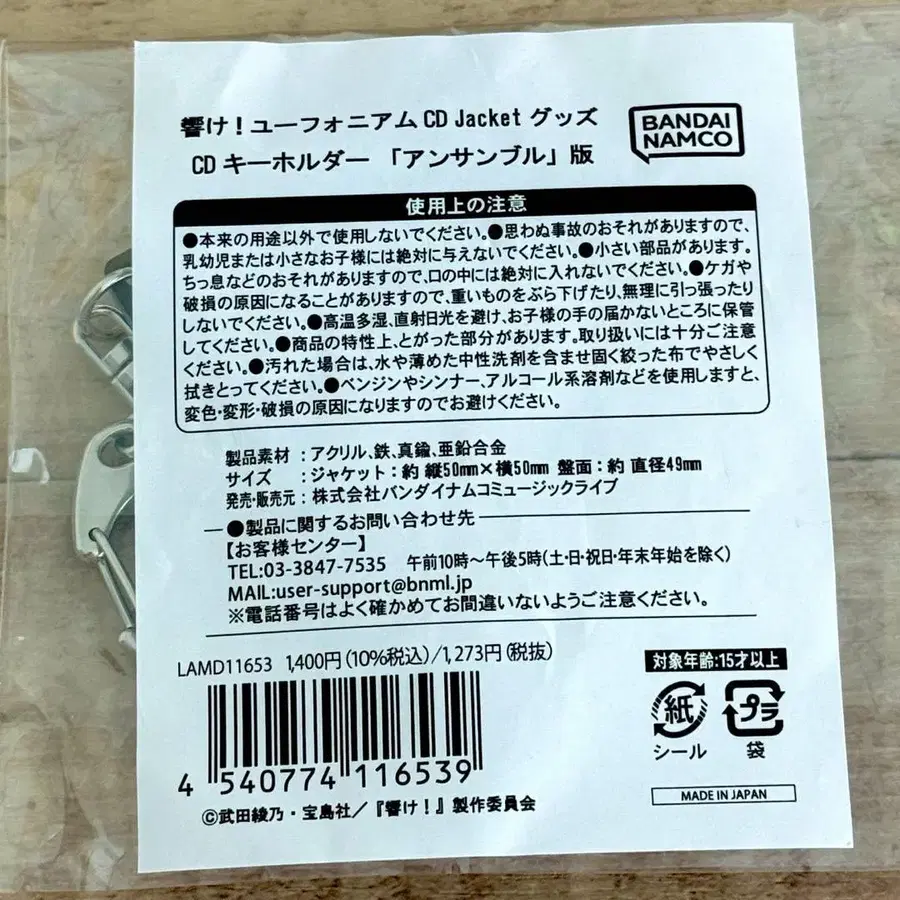 響け！ユーフォニアムCD Jacket グッズ
CD キーホルダー 「アンサンブル」版
BANDAI
NAMCO
使用上の注意
●本来の用途以外で使用しないでください。●思わぬ事故のおそれがありますので、
乳幼児または小さなお子様には絶対に与えないでください。●小さい部品があります。
ちっ息などのおそれがありますので、口の中には絶対に入れないでください。●ケガや
破損の原因になることがありますので、重いものをぶら下げたり、無理に引っ張ったり
しないでください。●高温多湿、直射日光を避け、お子様の手の届かないところに保管
してください。●商品の特性上、とがった部分があります。取り扱いには十分ご注意
ください。●汚れた場合は、水や薄めた中性洗剤を含ませ固く絞った布でやさしく
拭きとってください。●ベンジンやシンナー、アルコール系溶剤などを使用しますと、
変色・変形・破損の原因になりますのでお避けください。
製品素材 : アクリル、鉄、真鍮、亜鉛合金
サイズ : ジャケット：約 縦50mm×横50mm 盤面：約 直径49mm
発売・販売元 : 株式会社バンダイナムコミュージックライブ
●製品に関するお問い合わせ先
【お客様センター】
TEL:03-3847-7535 午前10時～午後5時(土・日・祝日・年末年始を除く)
MAIL:user-support@bnml.jp
※電話番号はよく確かめてお間違いないようご注意ください。
LAMD11653 1,400円(10%税込)/1,273円(税抜)
対象年齢:15才以上
紙
シール
プラ
袋
4 540774 116539
MADE IN JAPAN
©武田綾乃・宝島社／『響け！』製作委員会